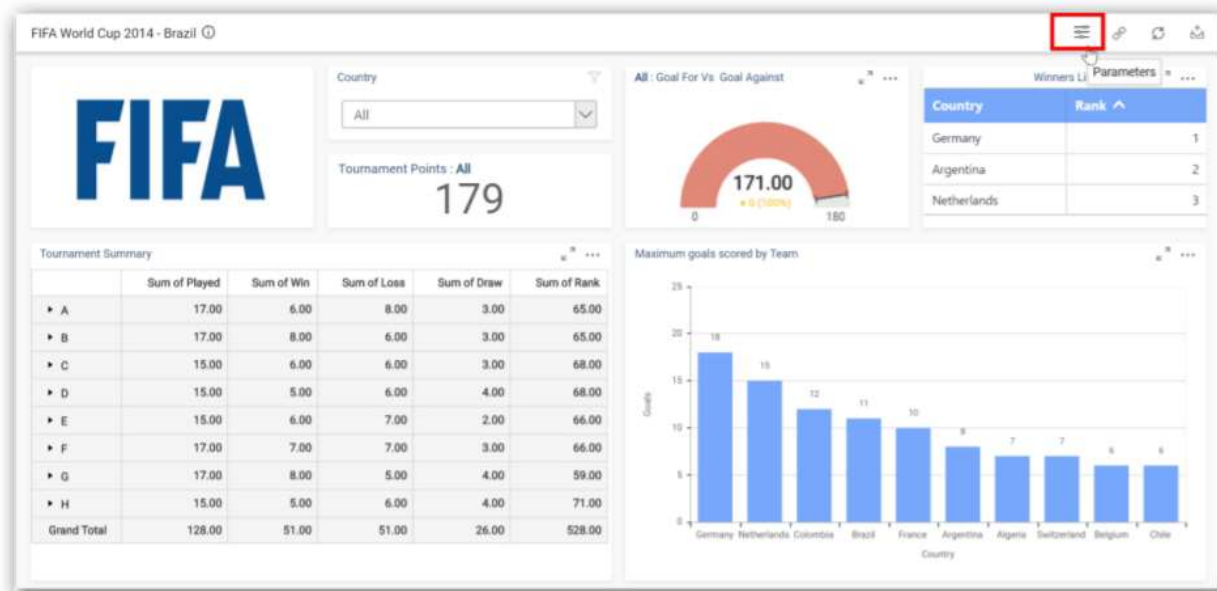 FIFA World Cup 2014 - Brazil
Parameters
FIFA
Country
All
Tournament Points : All
179
All : Goal For Vs Goal Against
171.00
0 (100%)
0
180
Winners Li
Country Rank
Germany 1
Argentina 2
Netherlands 3
Tournament Summary
Sum of Played Sum of Win Sum of Loss Sum of Draw Sum of Rank
A 17.00 6.00 8.00 3.00 65.00
B 17.00 8.00 6.00 3.00 65.00
C 15.00 6.00 6.00 3.00 68.00
D 15.00 5.00 6.00 4.00 68.00
E 15.00 6.00 7.00 2.00 66.00
F 17.00 7.00 7.00 3.00 66.00
G 17.00 8.00 5.00 4.00 59.00
H 15.00 5.00 6.00 4.00 71.00
Grand Total 128.00 51.00 51.00 26.00 528.00
Maximum goals scored by Team
25
20
15
10
5
0
Goals
18
15
12
11
10
8
7
7
6
6
Germany Netherlands Colombia Brazil France Argentina Algeria Switzerland Belgium Chile
Country